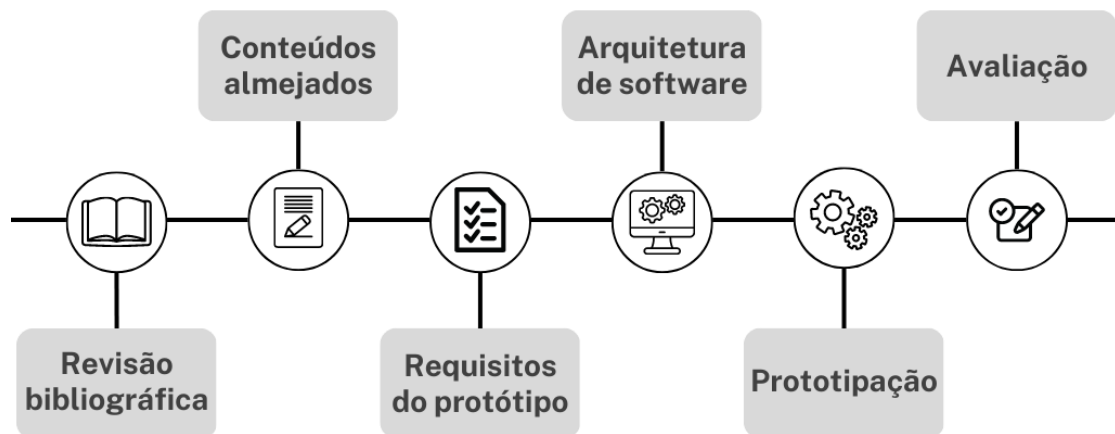 Revisão
bibliográfica
Conteúdos
almejados
Requisitos
do protótipo
Arquitetura
de software
Prototipação
Avaliação